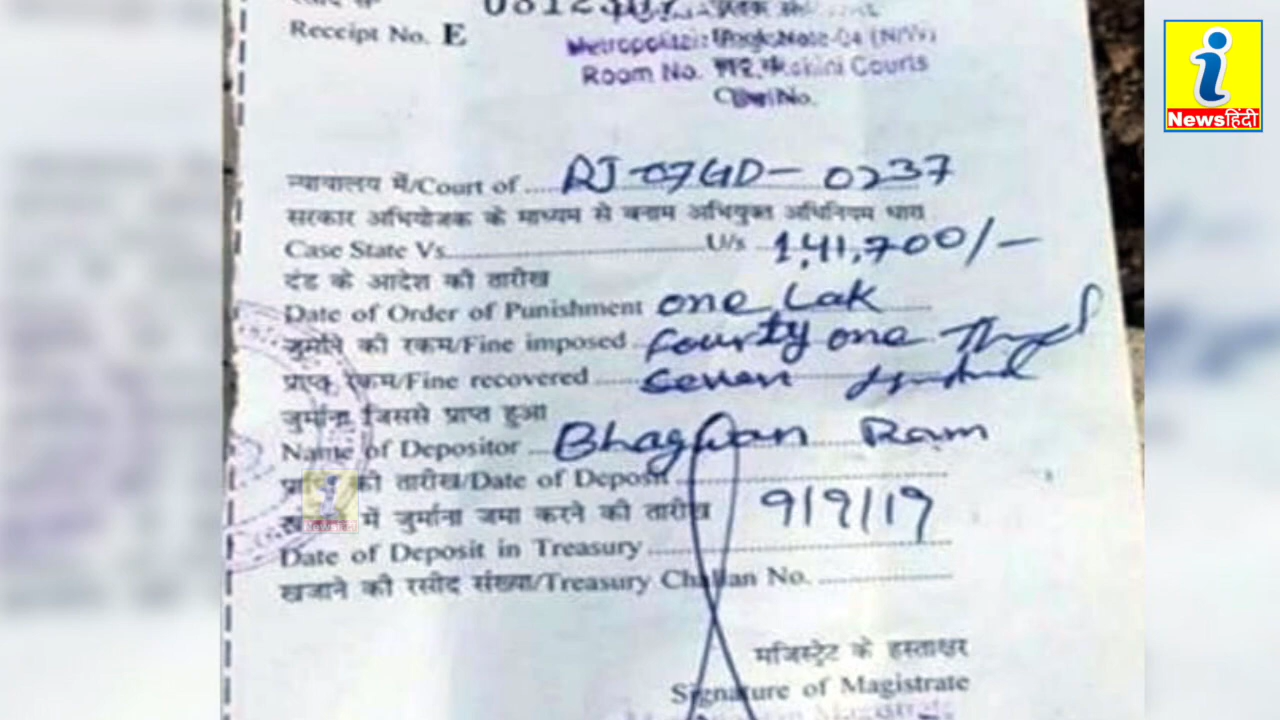 Receipt No. E
Room No. Courts
i
Newsहिंदी
न्यायालय में/Court of RJ-07GD-0237
सरकार अभियोजक के माध्यम से बनाम अभियुक्त अधिनियम धारा
Case State Vs. U/s 1,41,700/-
दंड के आदेश की तारीख
Date of Order of Punishment one Lak
जुर्माने की रकम/Fine imposed Fourty one
प्राप्त रकम/Fine recovered Seven
जुर्माना जिससे प्राप्त हुआ
Name of Depositor Bhagwan Ram
की तारीख/Date of Deposit
में जुर्माना जमा करने की तारीख 9/9/19
Date of Deposit in Treasury
खजाने की रसीद संख्या/Treasury Challan No.
मजिस्ट्रेट के हस्ताक्षर
Signature of Magistrate